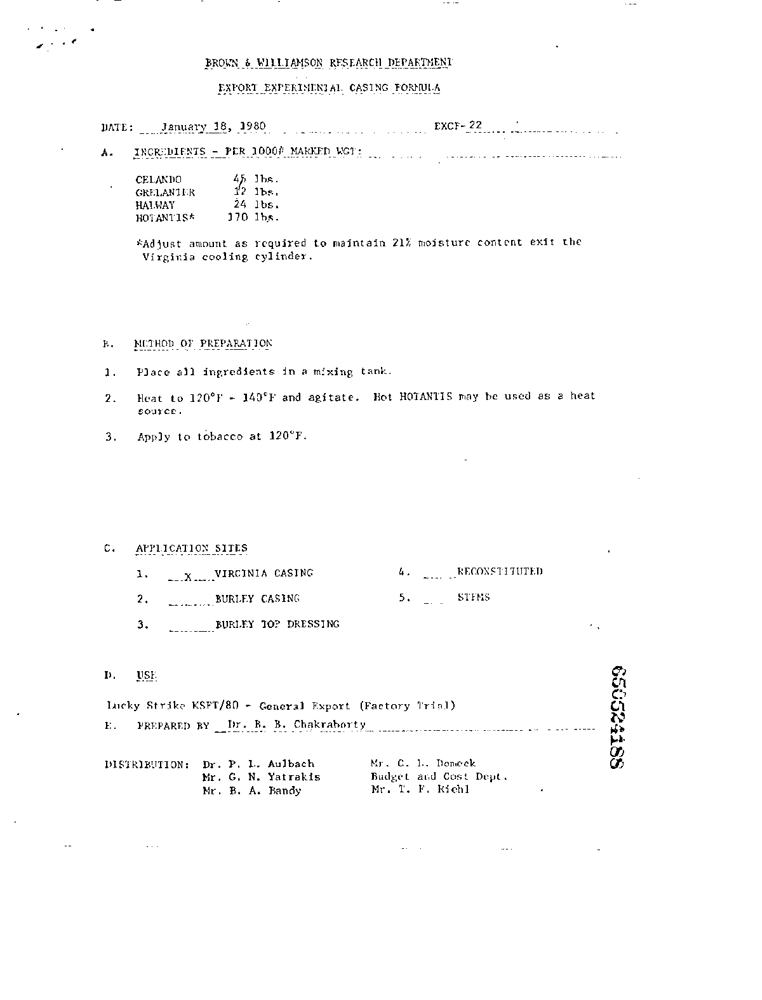 BROWN & WILLIAMSON RESEARCH DEPARTMENT
EXPORT EXPERIMENTAL CASING FORMULA
DATE: January 18, 1980 EXCF-22
A. INGREDIENTS - PER 1000# MARKED WGT:
CELANDO 45 lbs.
GRELANTER 12 lbs.
HALWAY 24 lbs.
HOTANTIS* 170 lbs.
*Adjust amount as required to maintain 21% moisture content exit the
Virginia cooling cylinder.
B. METHOD OF PREPARATION
1. Place all ingredients in a mixing tank.
2. Heat to 120°F - 140°F and agitate. Hot HOTANTIS may be used as a heat
source.
3. Apply to tobacco at 120°F.
C. APPLICATION SITES
1. X VIRGINIA CASING 4. RECONSTITUTED
2. BURLEY CASING 5. STEMS
3. BURLEY TOP DRESSING
D. USE
Lucky Strike KSFT/80 - General Export (Factory Trial)
E. PREPARED BY Dr. B. B. Chakraborty
DISTRIBUTION: Dr. P. L. Aulbach Mr. C. L. Domeck
Mr. G. N. Yatrakis Budget and Cost Dept.
Mr. B. A. Bandy Mr. T. F. Riehl
650524188